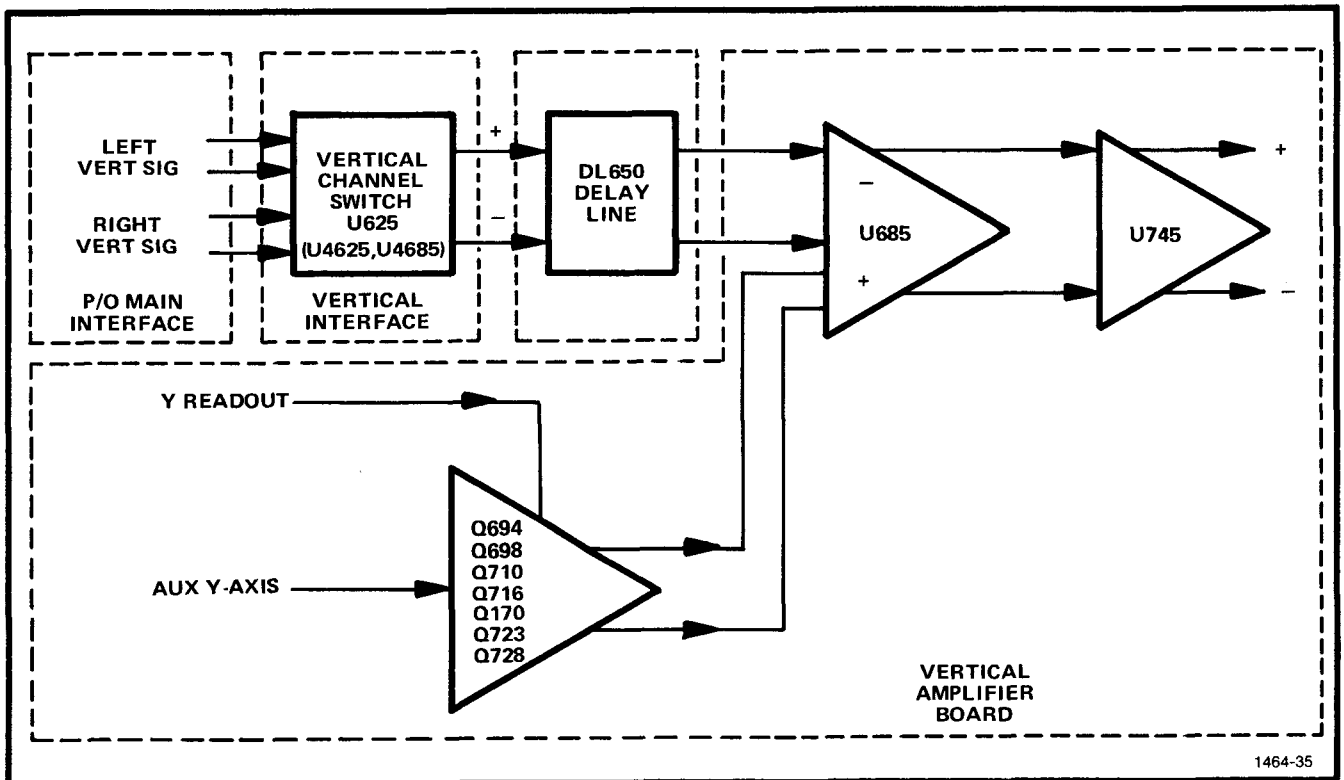 LEFT
VERT SIG
RIGHT
VERT SIG
P/O MAIN
INTERFACE
VERTICAL
CHANNEL
SWITCH
U625
(U4625,U4685)
VERTICAL
INTERFACE
+
−
DL650
DELAY
LINE
−
U685
+
U745
+
−
Y READOUT
AUX Y-AXIS
Q694
Q698
Q710
Q716
Q170
Q723
Q728
VERTICAL
AMPLIFIER
BOARD
1464-35